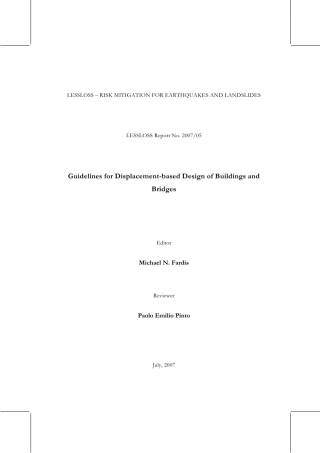 LESSLOSS – RISK MITIGATION FOR EARTHQUAKES AND LANDSLIDES
LESSLOSS Report No. 2007/05
Guidelines for Displacement-based Design of Buildings and
Bridges
Editor
Michael N. Fardis
Reviewer
Paolo Emilio Pinto
July, 2007